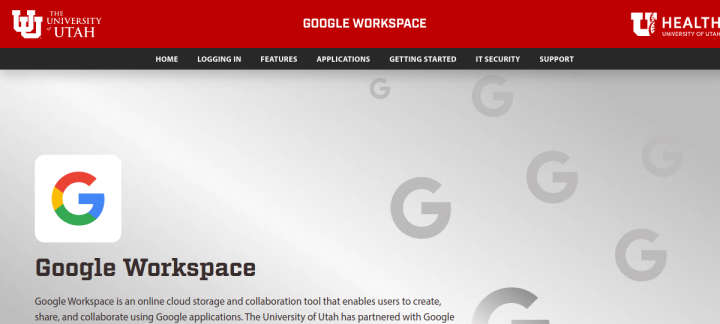 THE
UNIVERSITY
of UTAH
GOOGLE WORKSPACE
HEALTH
UNIVERSITY OF UTAH
HOME LOGGING IN FEATURES APPLICATIONS GETTING STARTED IT SECURITY SUPPORT
Google Workspace
Google Workspace is an online cloud storage and collaboration tool that enables users to create,
share, and collaborate using Google applications. The University of Utah has partnered with Google